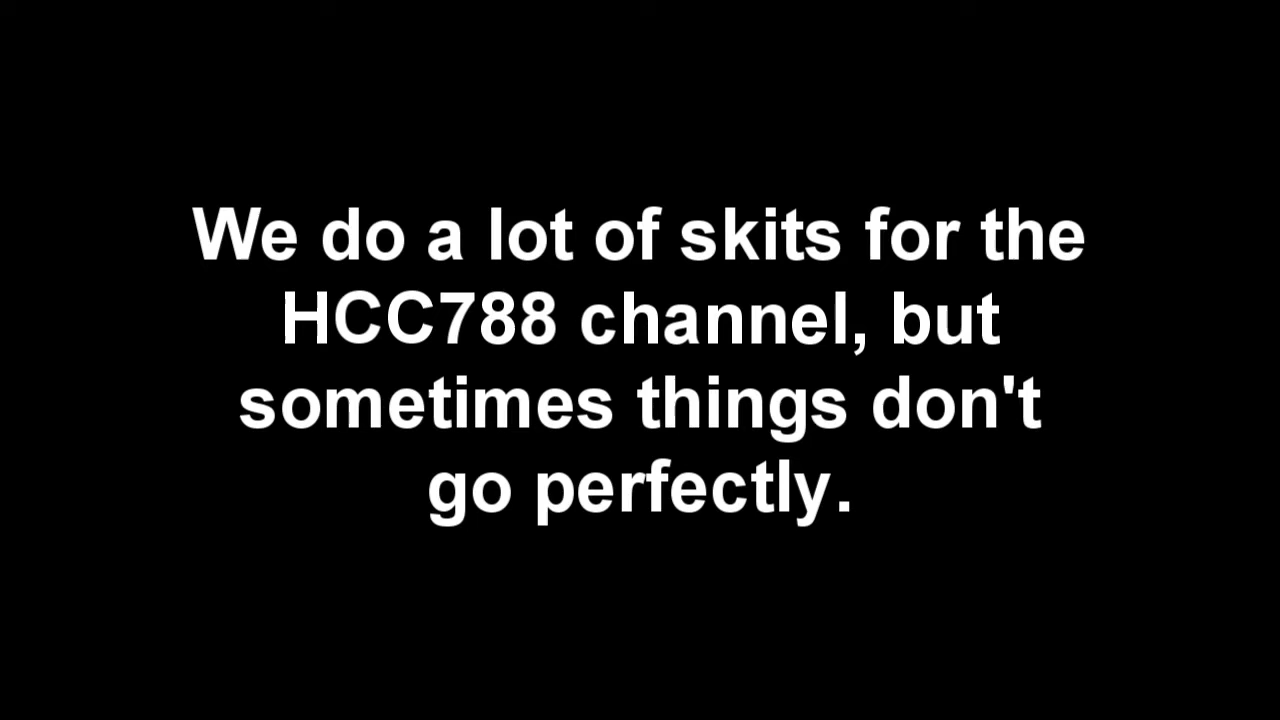 We do a lot of skits for the
HCC788 channel, but
sometimes things don't
go perfectly.